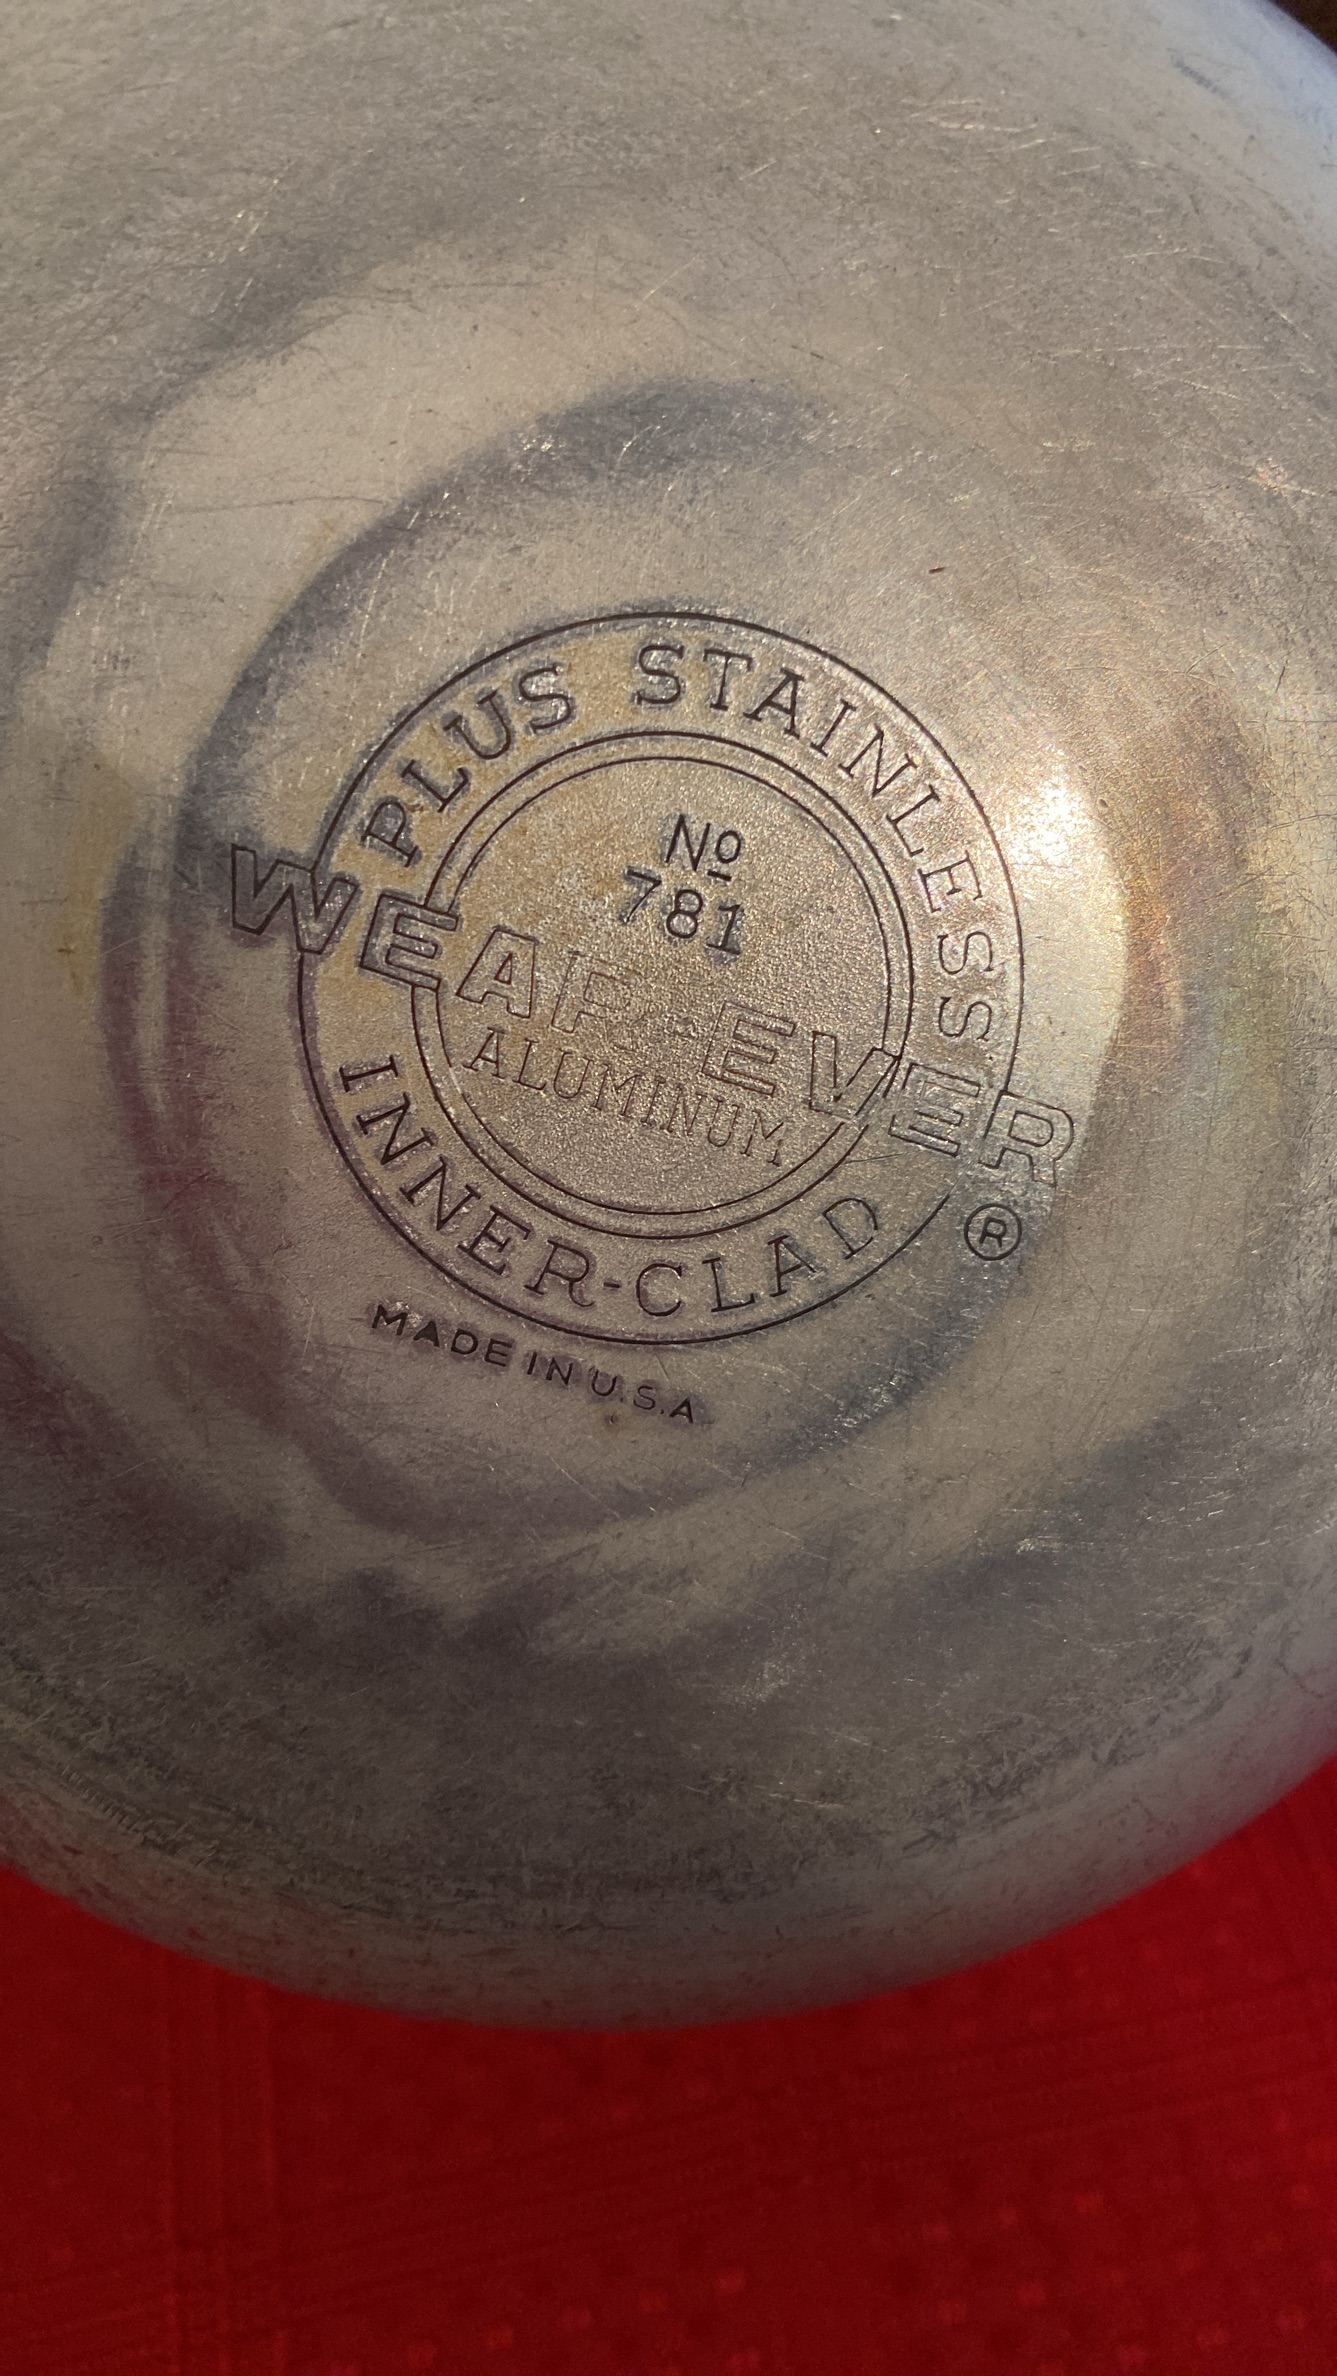 PLUS STAINLESS
Nº
781
WEAR-EVER
ALUMINUM
INNER-CLAD
®
MADE IN U.S.A